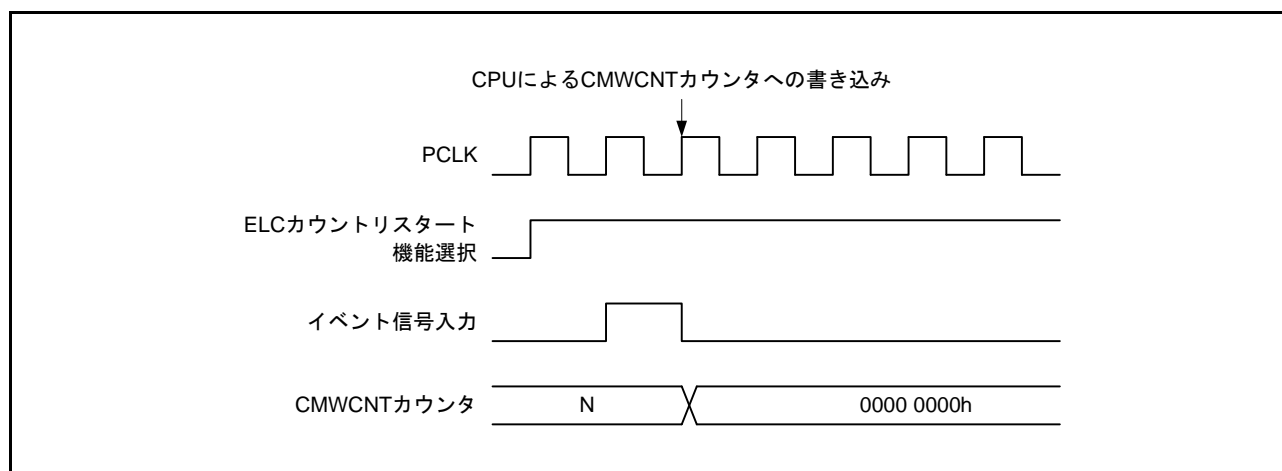 CPUによるCMWCNTカウンタへの書き込み
PCLK
ELCカウントリスタート
機能選択
イベント信号入力
CMWCNTカウンタ
N
0000 0000h